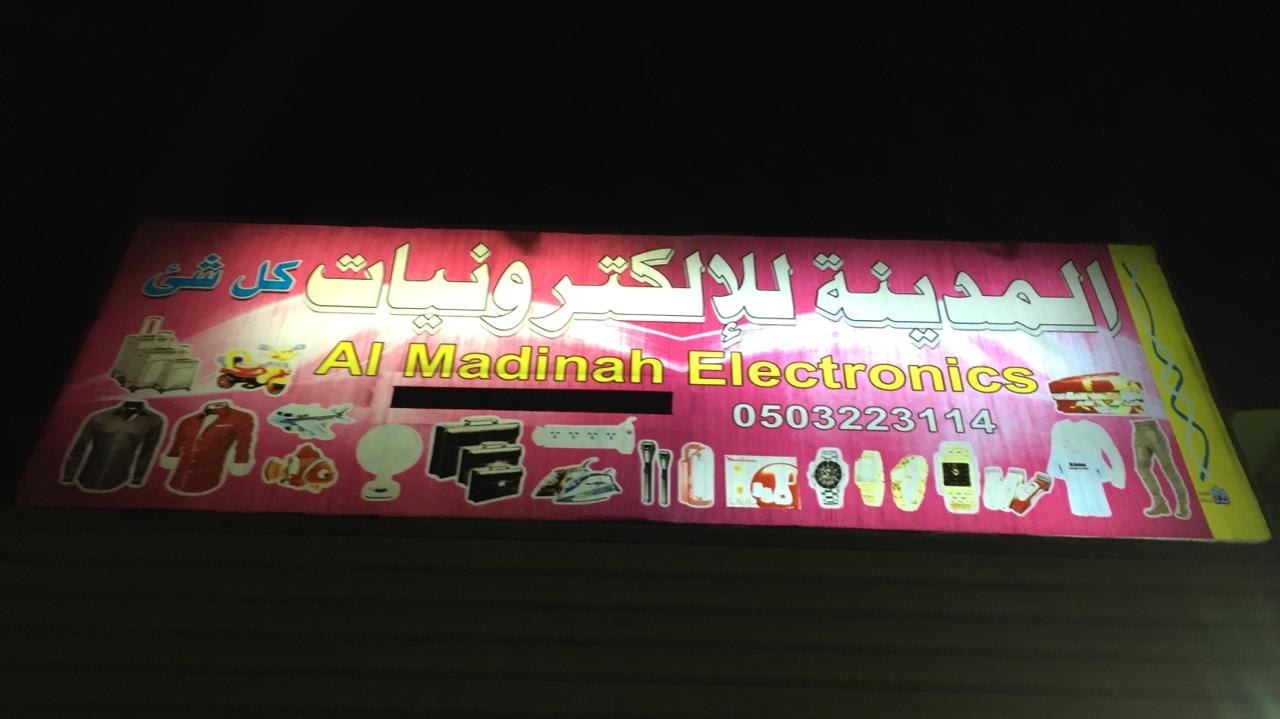 المدينة للإلكترونيات كل شئ
Al Madinah Electronics
0503223114